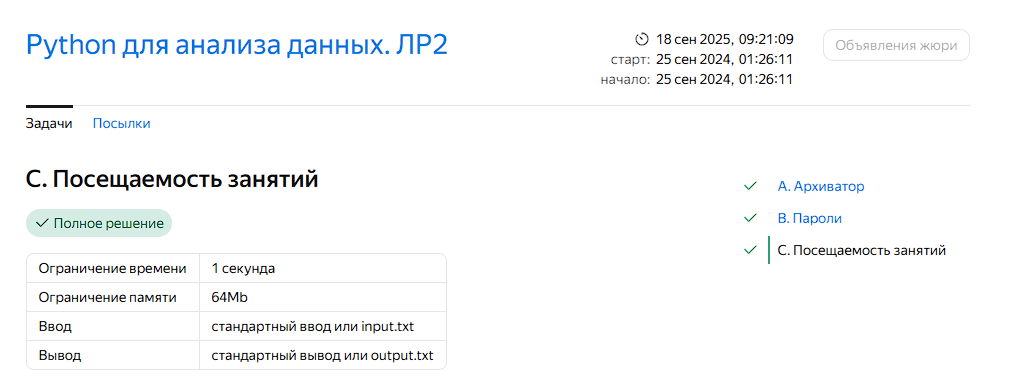 Python для анализа данных. ЛР2
18 сен 2025, 09:21:09
старт: 25 сен 2024, 01:26:11
начало: 25 сен 2024, 01:26:11
Объявления жюри
Задачи Посылки
C. Посещаемость занятий
Полное решение
Ограничение времени 1 секунда
Ограничение памяти 64Mb
Ввод стандартный ввод или input.txt
Вывод стандартный вывод или output.txt
A. Архиватор
B. Пароли
C. Посещаемость занятий